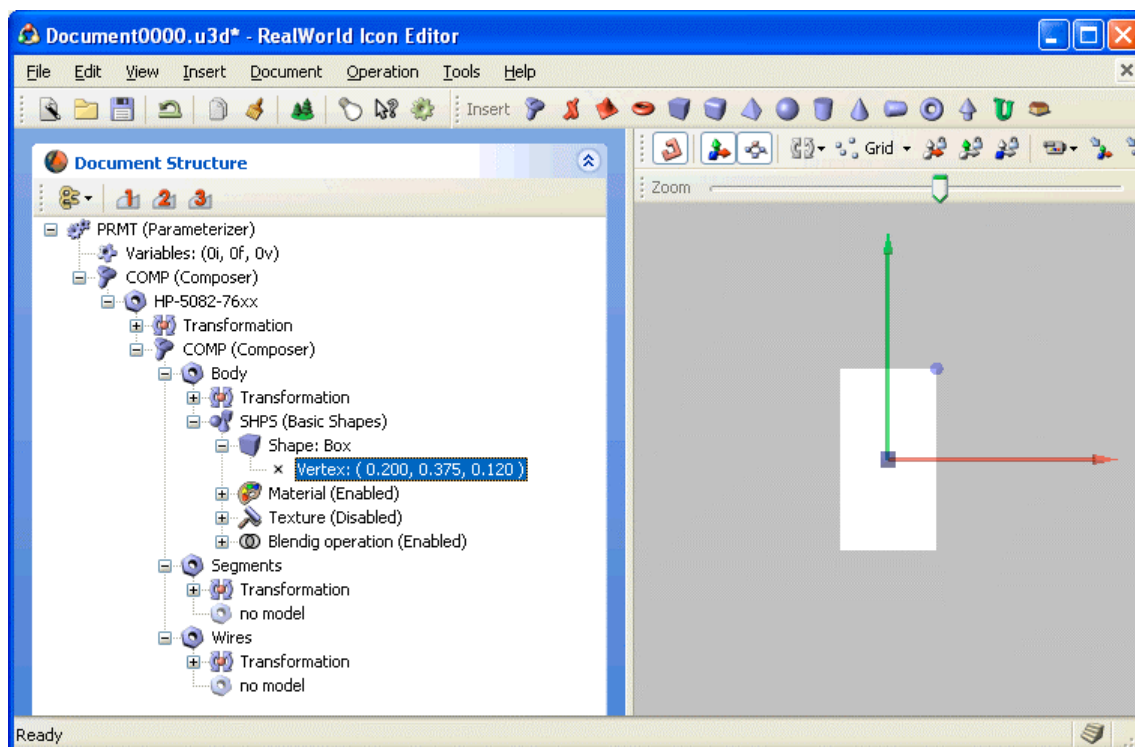 Document0000.u3d* - RealWorld Icon Editor
File Edit View Insert Document Operation Tools Help
Insert
Document Structure
Grid
1 2 3
Zoom
PRMT (Parameterizer)
Variables: (0i, 0f, 0v)
COMP (Composer)
HP-5082-76xx
Transformation
COMP (Composer)
Body
Transformation
SHPS (Basic Shapes)
Shape: Box
Vertex: ( 0.200, 0.375, 0.120 )
Material (Enabled)
Texture (Disabled)
Blendig operation (Enabled)
Segments
Transformation
no model
Wires
Transformation
no model
Ready